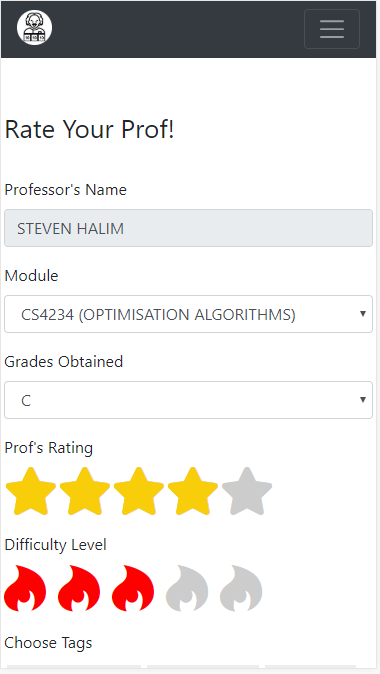 Rate Your Prof!
Professor's Name
STEVEN HALIM
Module
CS4234 (OPTIMISATION ALGORITHMS)
Grades Obtained
C
Prof's Rating
Difficulty Level
Choose Tags